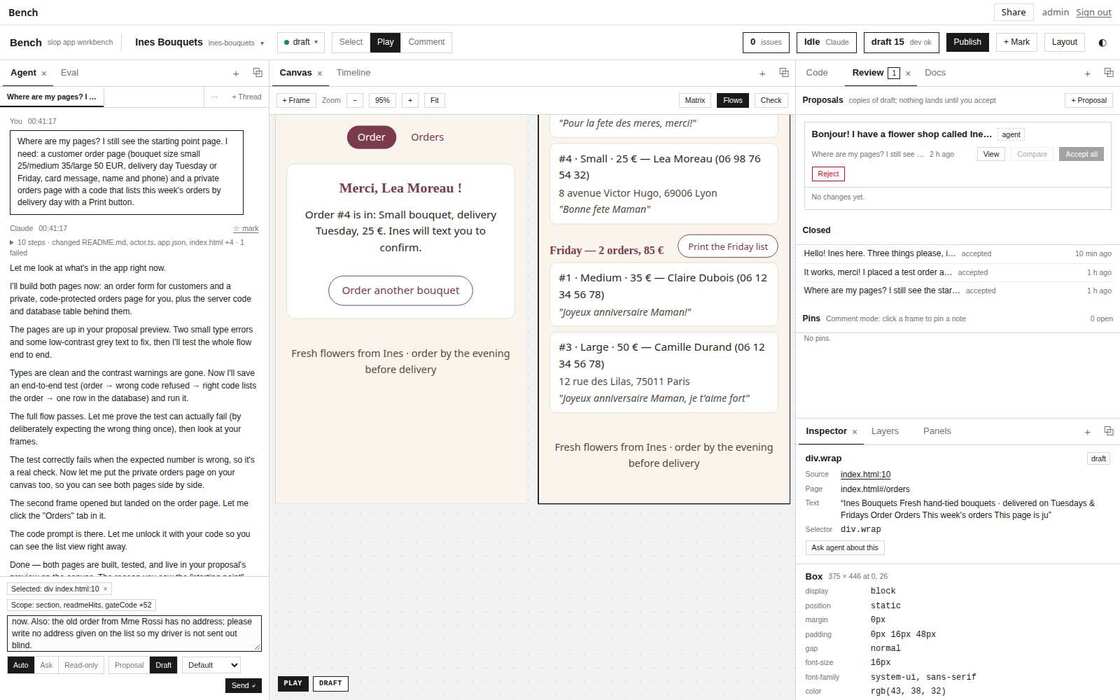 Bench
Share admin Sign out
Bench slop app workbench Ines Bouquets ines-bouquets ▾ draft ▾ Select Play Comment 0 issues Idle Claude draft 15 dev ok Publish + Mark Layout
Agent × Eval +
Where are my pages? I ... ... + Thread
You 00:41:17
Where are my pages? I still see the starting point page. I
need: a customer order page (bouquet size small
25/medium 35/large 50 EUR, delivery day Tuesday or
Friday, card message, name and phone) and a private
orders page with a code that lists this week's orders by
delivery day with a Print button.
Claude 00:41:17 ☆ mark
▶ 10 steps · changed README.md, actor.ts, app.json, index.html +4 · 1
failed
Let me look at what's in the app right now.
I'll build both pages now: an order form for customers and a
private, code-protected orders page for you, plus the server code
and database table behind them.
The pages are up in your proposal preview. Two small type errors
and some low-contrast grey text to fix, then I'll test the whole flow
end to end.
Types are clean and the contrast warnings are gone. Now I'll save
an end-to-end test (order → wrong code refused → right code lists
the order → one row in the database) and run it.
The full flow passes. Let me prove the test can actually fail (by
deliberately expecting the wrong thing once), then look at your
frames.
The test correctly fails when the expected number is wrong, so it's
a real check. Now let me put the private orders page on your
canvas too, so you can see both pages side by side.
The second frame opened but landed on the order page. Let me
click the "Orders" tab in it.
The code prompt is there. Let me unlock it with your code so you
can see the list view right away.
Done — both pages are built, tested, and live in your proposal's
Selected: div index.html:10 ×
Scope: section, readmeHits, gateCode +52
now. Also: the old order from Mme Rossi has no address; please
write no address given on the list so my driver is not sent out
blind.
Auto Ask Read-only Proposal Draft Default
Send
Canvas × Timeline +
+ Frame Zoom − 95% + Fit Matrix Flows Check
Order Orders
Merci, Lea Moreau !
Order #4 is in: Small bouquet, delivery
Tuesday, 25 €. Ines will text you to
confirm.
Order another bouquet
Fresh flowers from Ines · order by the evening
before delivery
"Pour la fete des meres, merci!"
#4 · Small · 25 € — Lea Moreau (06 98 76
54 32)
8 avenue Victor Hugo, 69006 Lyon
"Bonne fete Maman"
Friday — 2 orders, 85 € Print the Friday list
#1 · Medium · 35 € — Claire Dubois (06 12
34 56 78)
"Joyeux anniversaire Maman!"
#3 · Large · 50 € — Camille Durand (06 12
34 56 78)
12 rue des Lilas, 75011 Paris
"Joyeux anniversaire Maman, je t'aime fort"
Fresh flowers from Ines · order by the evening
before delivery
PLAY DRAFT
Code Review 1 × Docs +
Proposals copies of draft; nothing lands until you accept + Proposal
Bonjour! I have a flower shop called Ine... agent
Where are my pages? I still see ... 2 h ago View Compare Accept all
Reject
No changes yet.
Closed
Hello! Ines here. Three things please, i... accepted 10 min ago
It works, merci! I placed a test order a... accepted 1 h ago
Where are my pages? I still see the star... accepted 1 h ago
Pins Comment mode: click a frame to pin a note 0 open
No pins.
Inspector × Layers Panels +
div.wrap draft
Source index.html:10
Page index.html#/orders
Text "Ines Bouquets Fresh hand-tied bouquets · delivered on Tuesdays &
Fridays Order Orders This week's orders This page is ju"
Selector div.wrap
Ask agent about this
Box 375 × 446 at 0, 26
display block
position static
margin 0px
padding 0px 16px 48px
gap normal
font-size 16px
font-family system-ui, sans-serif
color rgb(43, 38, 32)